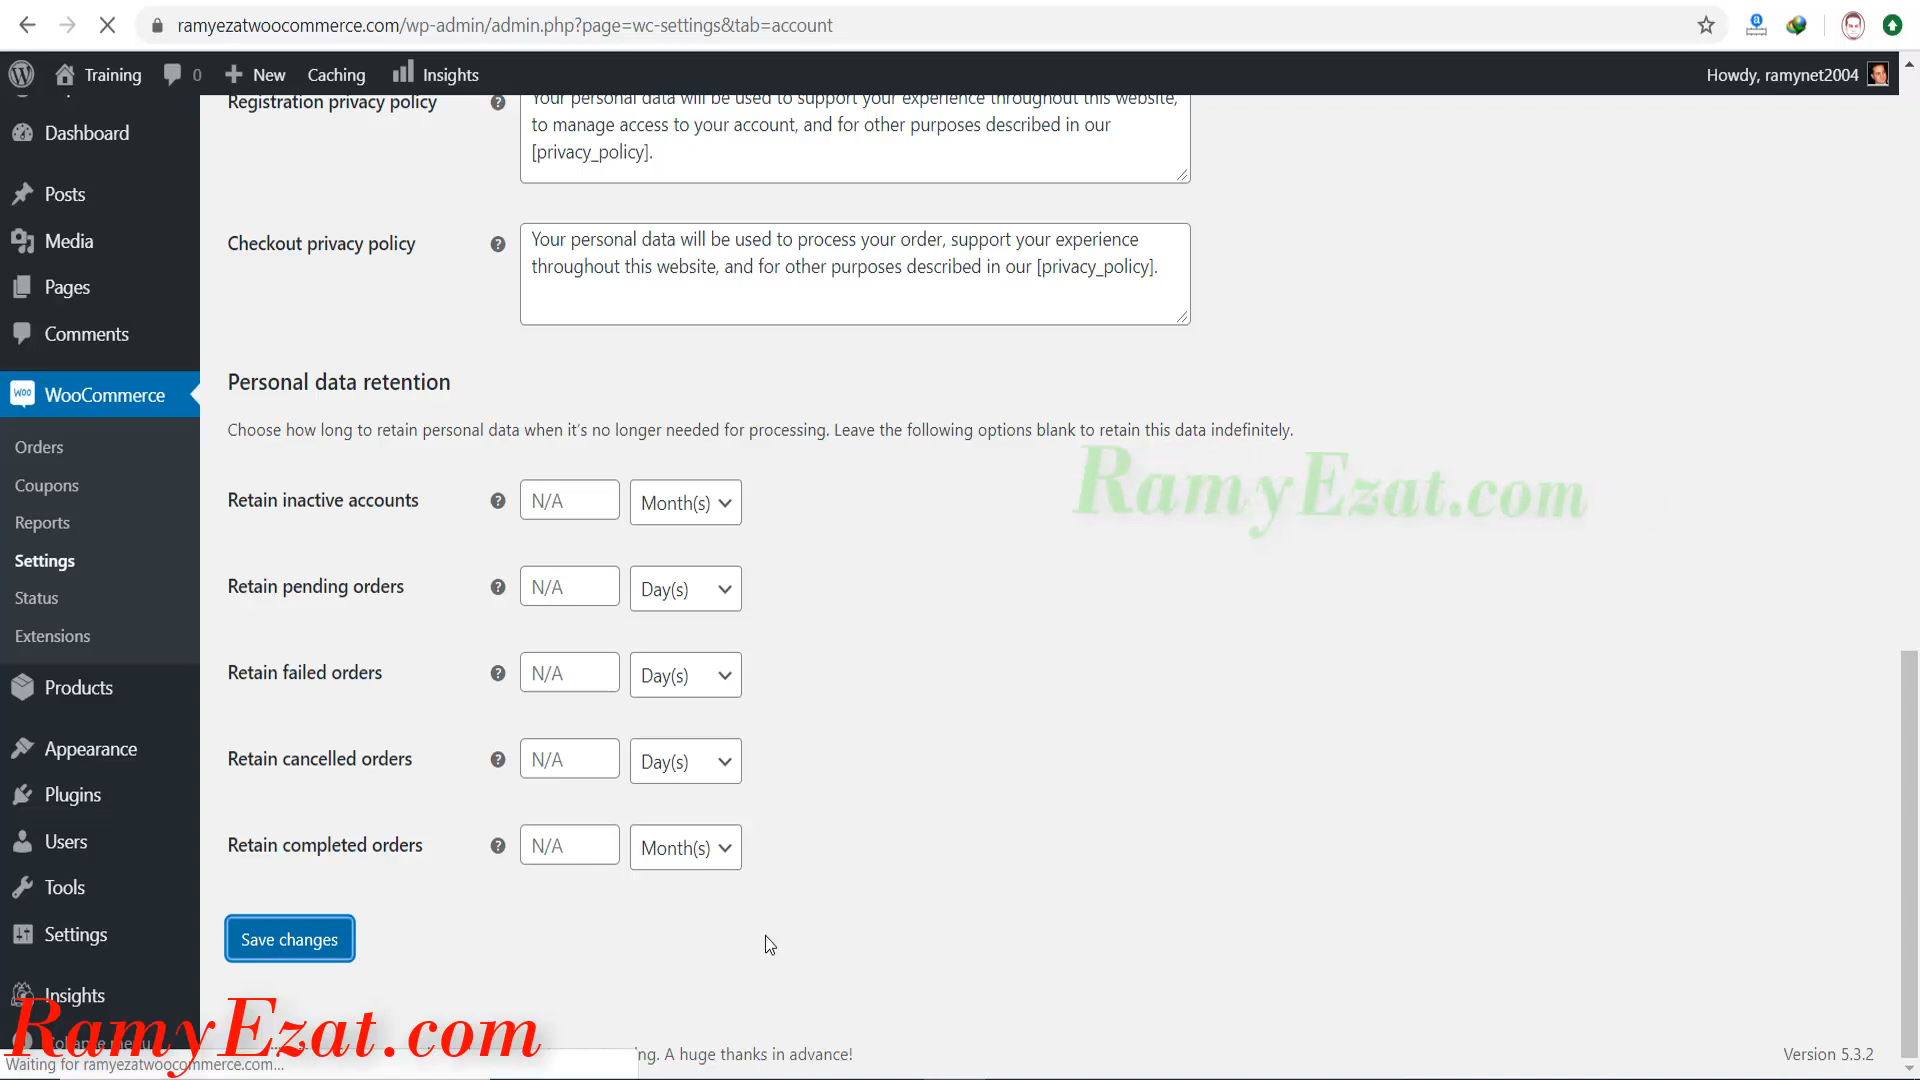 ramyezatwoocommerce.com/wp-admin/admin.php?page=wc-settings&tab=account
Training 0 New Caching Insights Howdy, ramynet2004
Registration privacy policy
Your personal data will be used to support your experience throughout this website,
to manage access to your account, and for other purposes described in our
[privacy_policy].
Dashboard
Posts
Media
Pages
Comments
WooCommerce
Orders
Coupons
Reports
Settings
Status
Extensions
Products
Appearance
Plugins
Users
Tools
Settings
Insights
Checkout privacy policy
Your personal data will be used to process your order, support your experience
throughout this website, and for other purposes described in our [privacy_policy].
Personal data retention
Choose how long to retain personal data when it's no longer needed for processing. Leave the following options blank to retain this data indefinitely.
RamyEzat.com
Retain inactive accounts N/A Month(s)
Retain pending orders N/A Day(s)
Retain failed orders N/A Day(s)
Retain cancelled orders N/A Day(s)
Retain completed orders N/A Month(s)
Save changes
RamyEzat.com
A huge thanks in advance!
Version 5.3.2
Waiting for ramyezatwoocommerce.com...